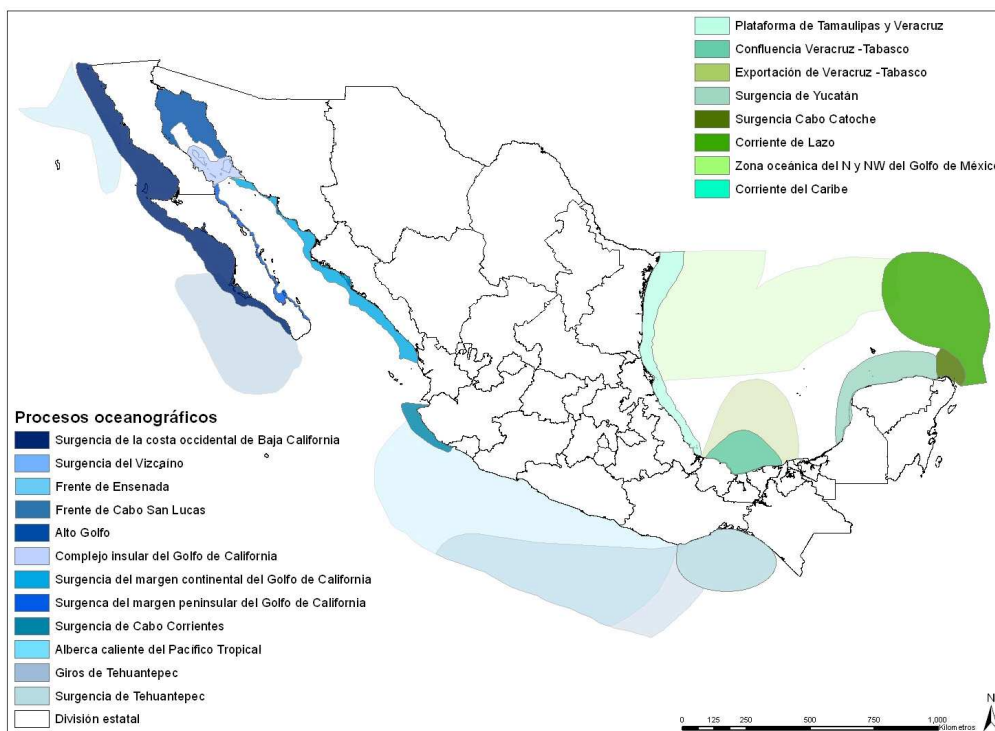 Plataforma de Tamaulipas y Veracruz
Confluencia Veracruz -Tabasco
Exportación de Veracruz -Tabasco
Surgencia de Yucatán
Surgencia Cabo Catoche
Corriente de Lazo
Zona oceánica del N y NW del Golfo de México
Corriente del Caribe
Procesos oceanográficos
Surgencia de la costa occidental de Baja California
Surgencia del Vizcaíno
Frente de Ensenada
Frente de Cabo San Lucas
Alto Golfo
Complejo insular del Golfo de California
Surgencia del margen continental del Golfo de California
Surgenca del margen peninsular del Golfo de California
Surgencia de Cabo Corrientes
Alberca caliente del Pacífico Tropical
Giros de Tehuantepec
Surgencia de Tehuantepec
División estatal
N
0 125 250 500 750 1,000
Kilometros